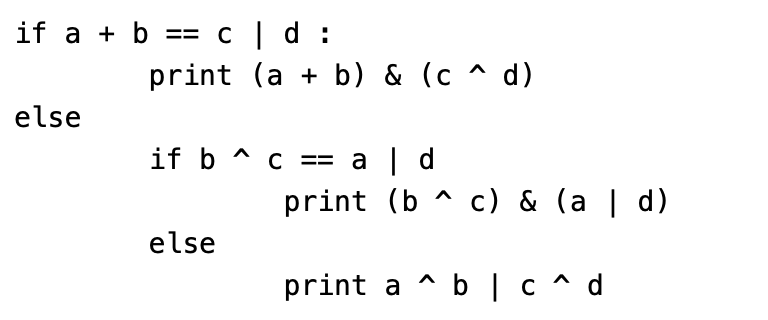 if a + b == c | d :
print (a + b) & (c ^ d)
else
if b ^ c == a | d
print (b ^ c) & (a | d)
else
print a ^ b | c ^ d